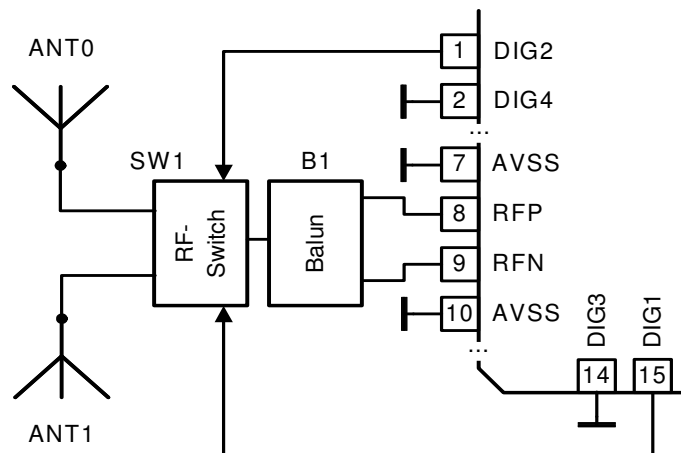 ANT0
SW1
B1
RF-
Switch
Balun
ANT1
1 DIG2
2 DIG4
...
7 AVSS
8 RFP
9 RFN
10 AVSS
...
DIG3
DIG1
14
15